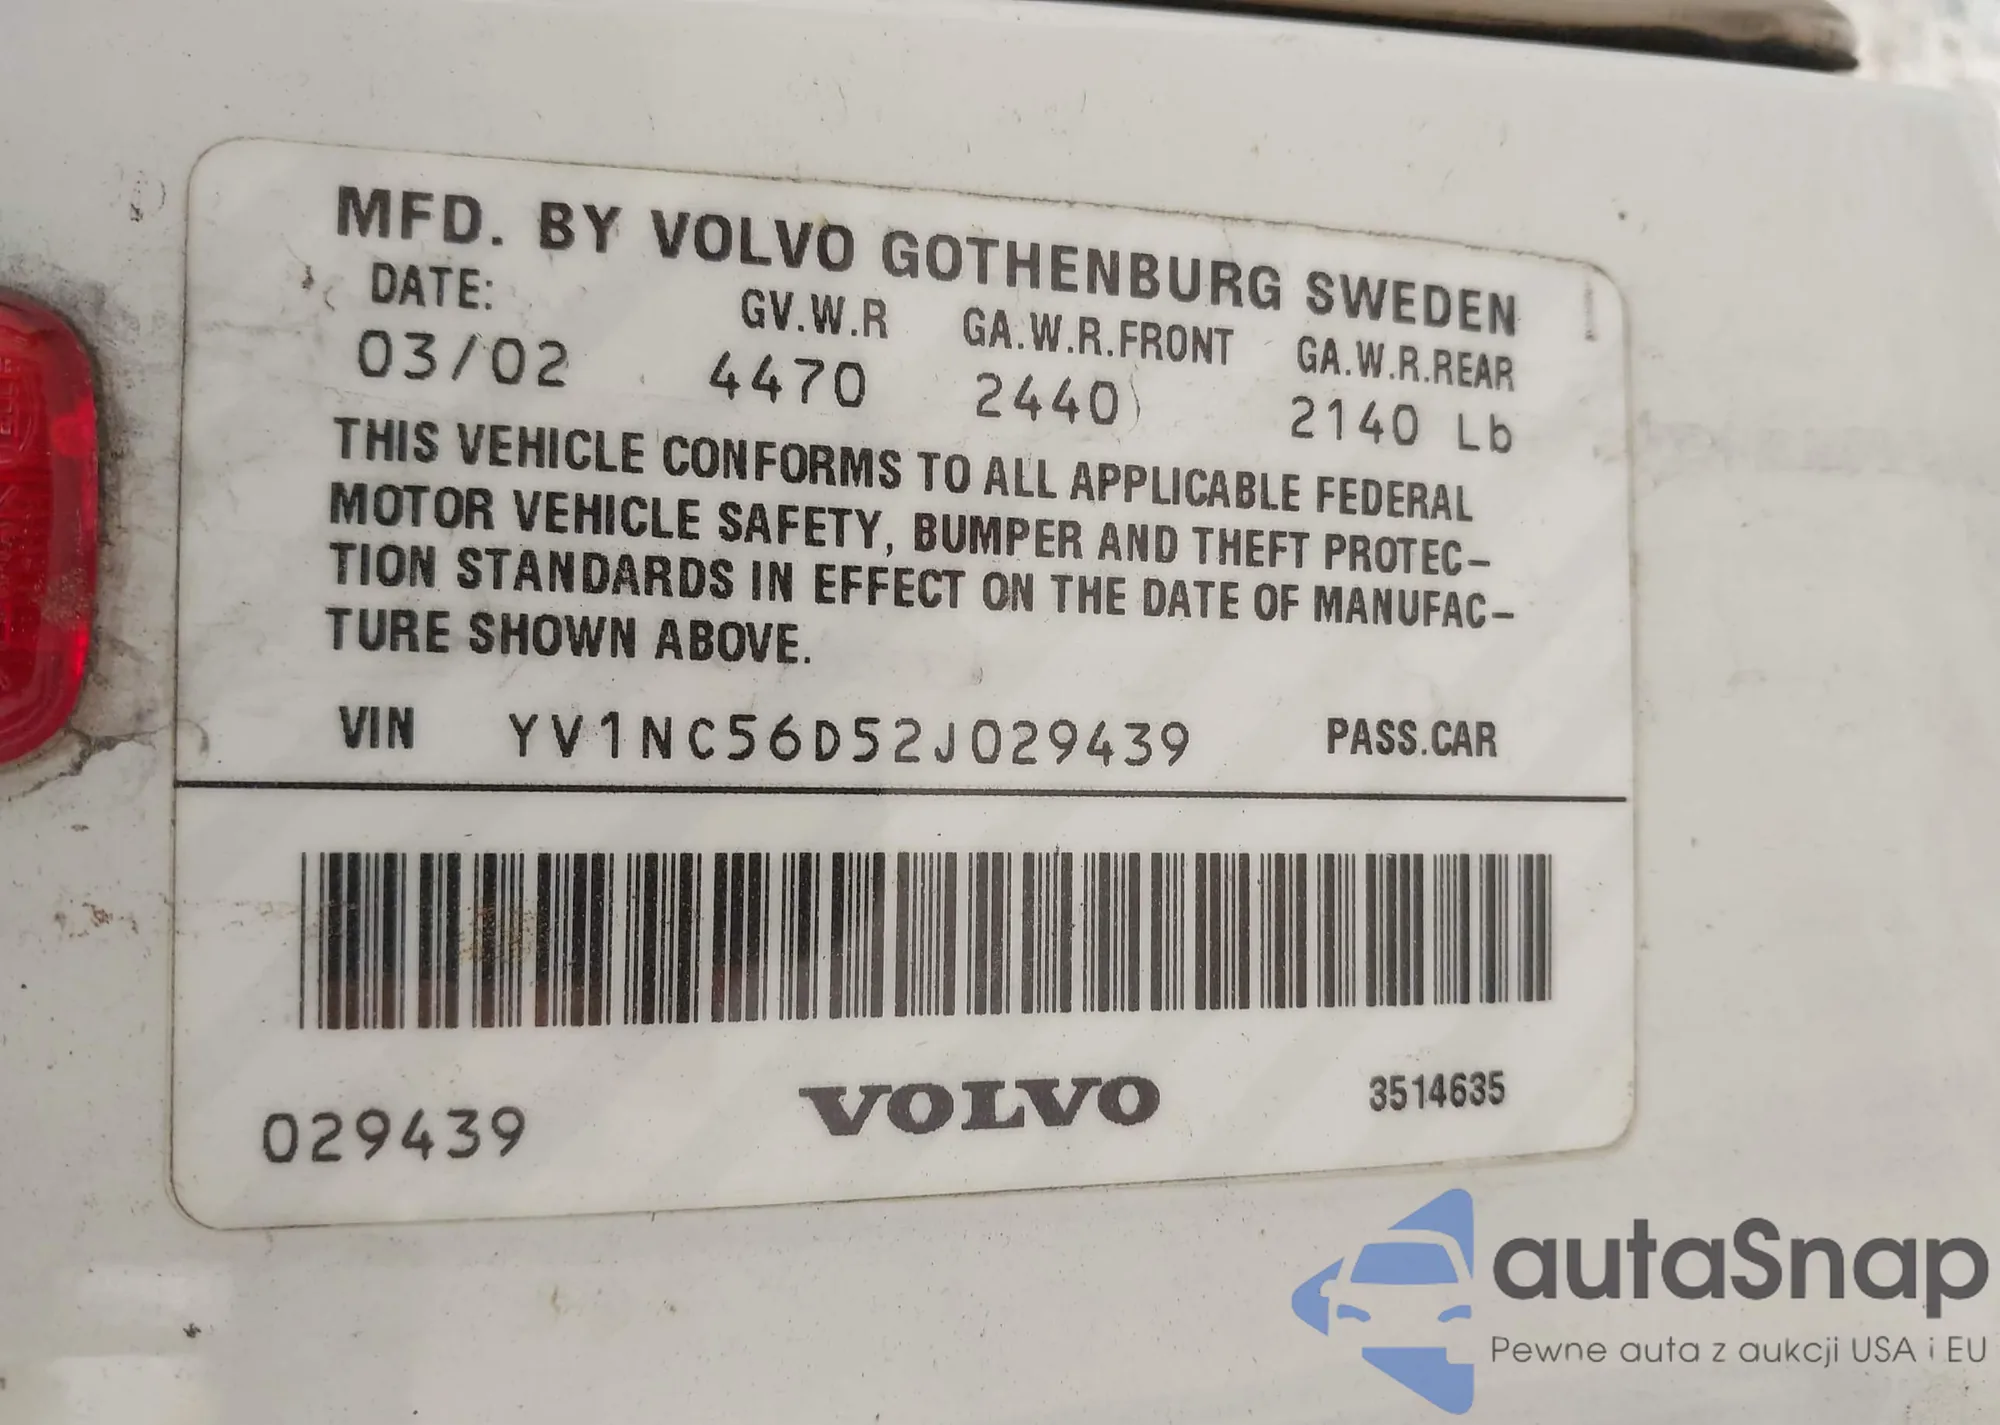 MFD. BY VOLVO GOTHENBURG SWEDEN
DATE: GV.W.R GA.W.R.FRONT GA.W.R.REAR
03/02 4470 2440 2140 Lb
THIS VEHICLE CONFORMS TO ALL APPLICABLE FEDERAL
MOTOR VEHICLE SAFETY, BUMPER AND THEFT PROTEC-
TION STANDARDS IN EFFECT ON THE DATE OF MANUFAC-
TURE SHOWN ABOVE.
VIN YV1NC56D52J029439 PASS.CAR
029439 VOLVO 3514635
autaSnap
Pewne auta z aukcji USA i EU